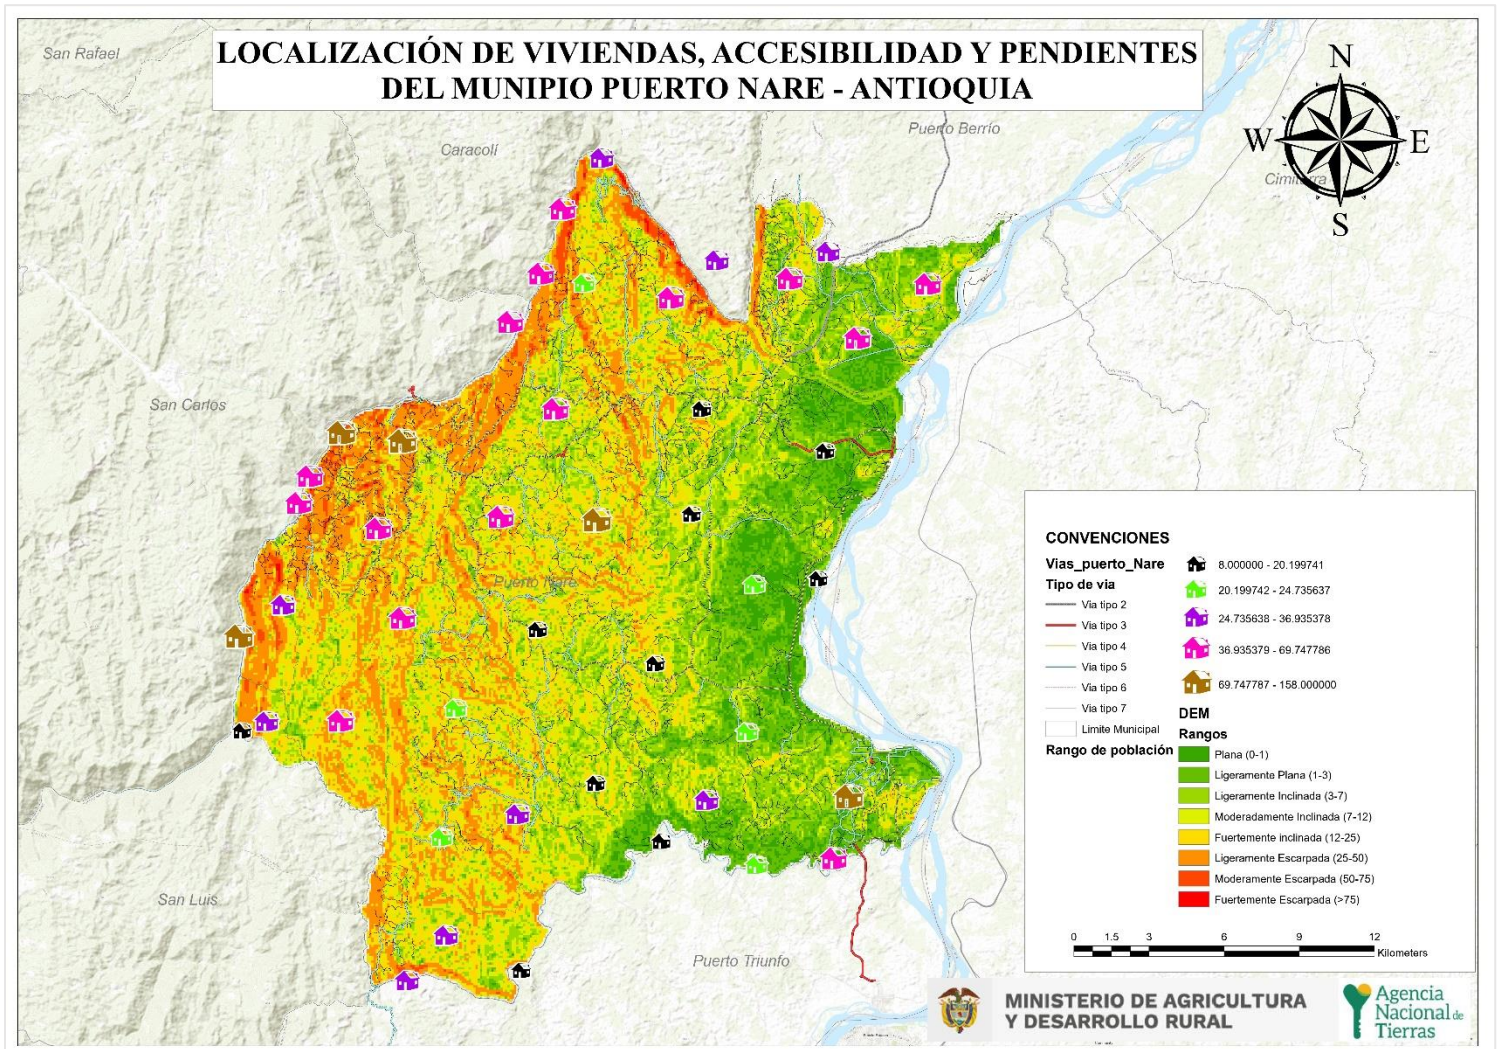 LOCALIZACIÓN DE VIVIENDAS, ACCESIBILIDAD Y PENDIENTES
DEL MUNIPIO PUERTO NARE - ANTIOQUIA
San Rafael
Caracolí
Puerto Berrío
Cimitarra
N
W E
S
San Carlos
Puerto Nare
San Luis
Puerto Triunfo
CONVENCIONES
Vias_puerto_Nare
Tipo de via
Via tipo 2
Via tipo 3
Via tipo 4
Via tipo 5
Via tipo 6
Via tipo 7
Limite Municipal
Rango de población
8.000000 - 20.199741
20.199742 - 24.735637
24.735638 - 36.935378
36.935379 - 69.747786
69.747787 - 158.000000
DEM
Rangos
Plana (0-1)
Ligeramente Plana (1-3)
Ligeramente Inclinada (3-7)
Moderadamente Inclinada (7-12)
Fuertemente inclinada (12-25)
Ligeramente Escarpada (25-50)
Moderamente Escarpada (50-75)
Fuertemente Escarpada (>75)
0 1.5 3 6 9 12
Kilometers
MINISTERIO DE AGRICULTURA
Y DESARROLLO RURAL
Agencia
Nacional de
Tierras